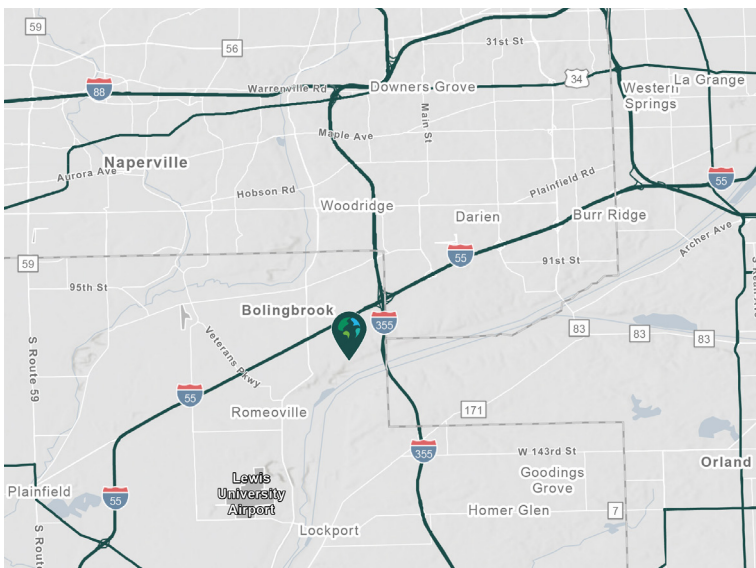 59
56
31st St
34
La Grange
88
Warrenville Rd
Downers Grove
Western
Springs
Main St
Maple Ave
Naperville
Aurora Ave
Hobson Rd
Plainfield Rd
55
Woodridge
Darien
Burr Ridge
Archer Ave
59
55
91st St
95th St
Bolingbrook
355
83
83
83
S Route 59
Veterans Pkwy
55
Romeoville
171
355
W 143rd St
Orland
Lewis
University
Airport
Goodings
Grove
Plainfield
55
Homer Glen
7
S Route
Lockport